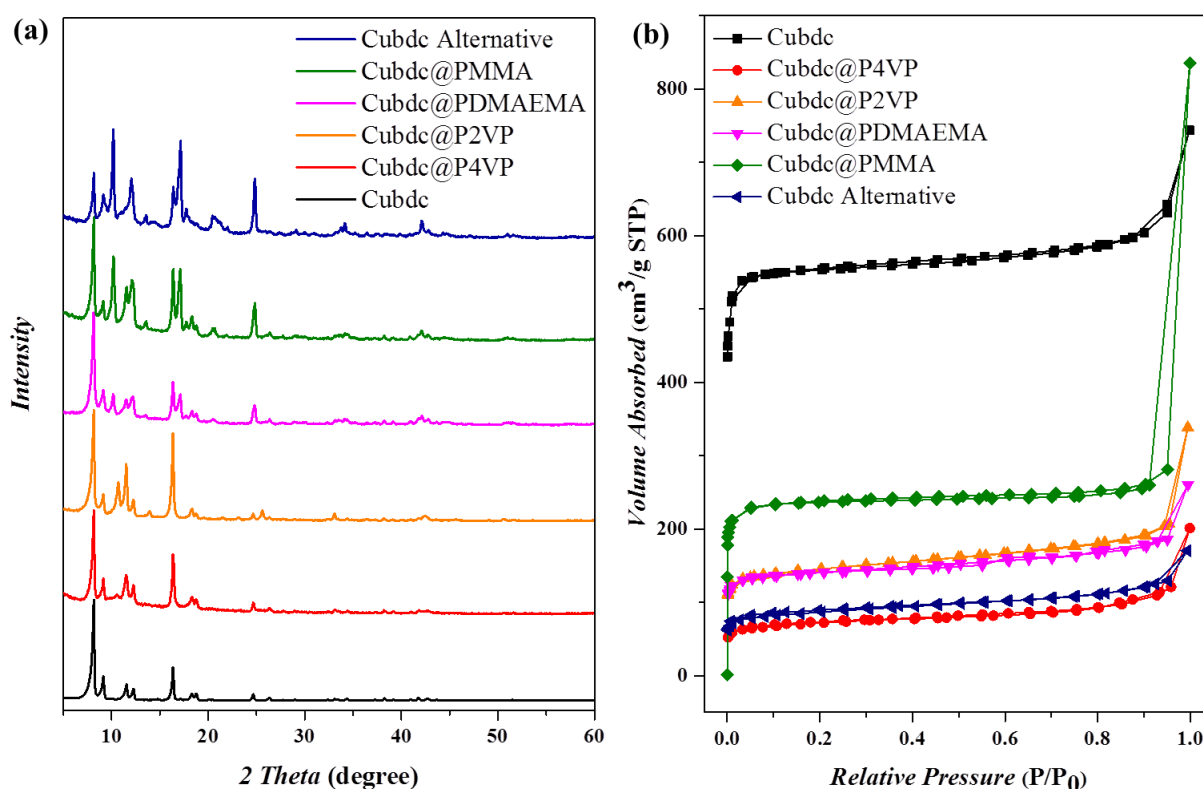 (a)
Cubdc Alternative
Cubdc@PMMA
Cubdc@PDMAEMA
Cubdc@P2VP
Cubdc@P4VP
Cubdc
Intensity
10
20
30
40
50
60
2 Theta (degree)
(b)
Cubdc
Cubdc@P4VP
Cubdc@P2VP
Cubdc@PDMAEMA
Cubdc@PMMA
Cubdc Alternative
Volume Absorbed (cm³/g STP)
800
600
400
200
0
0.0
0.2
0.4
0.6
0.8
1.0
Relative Pressure (P/P₀)